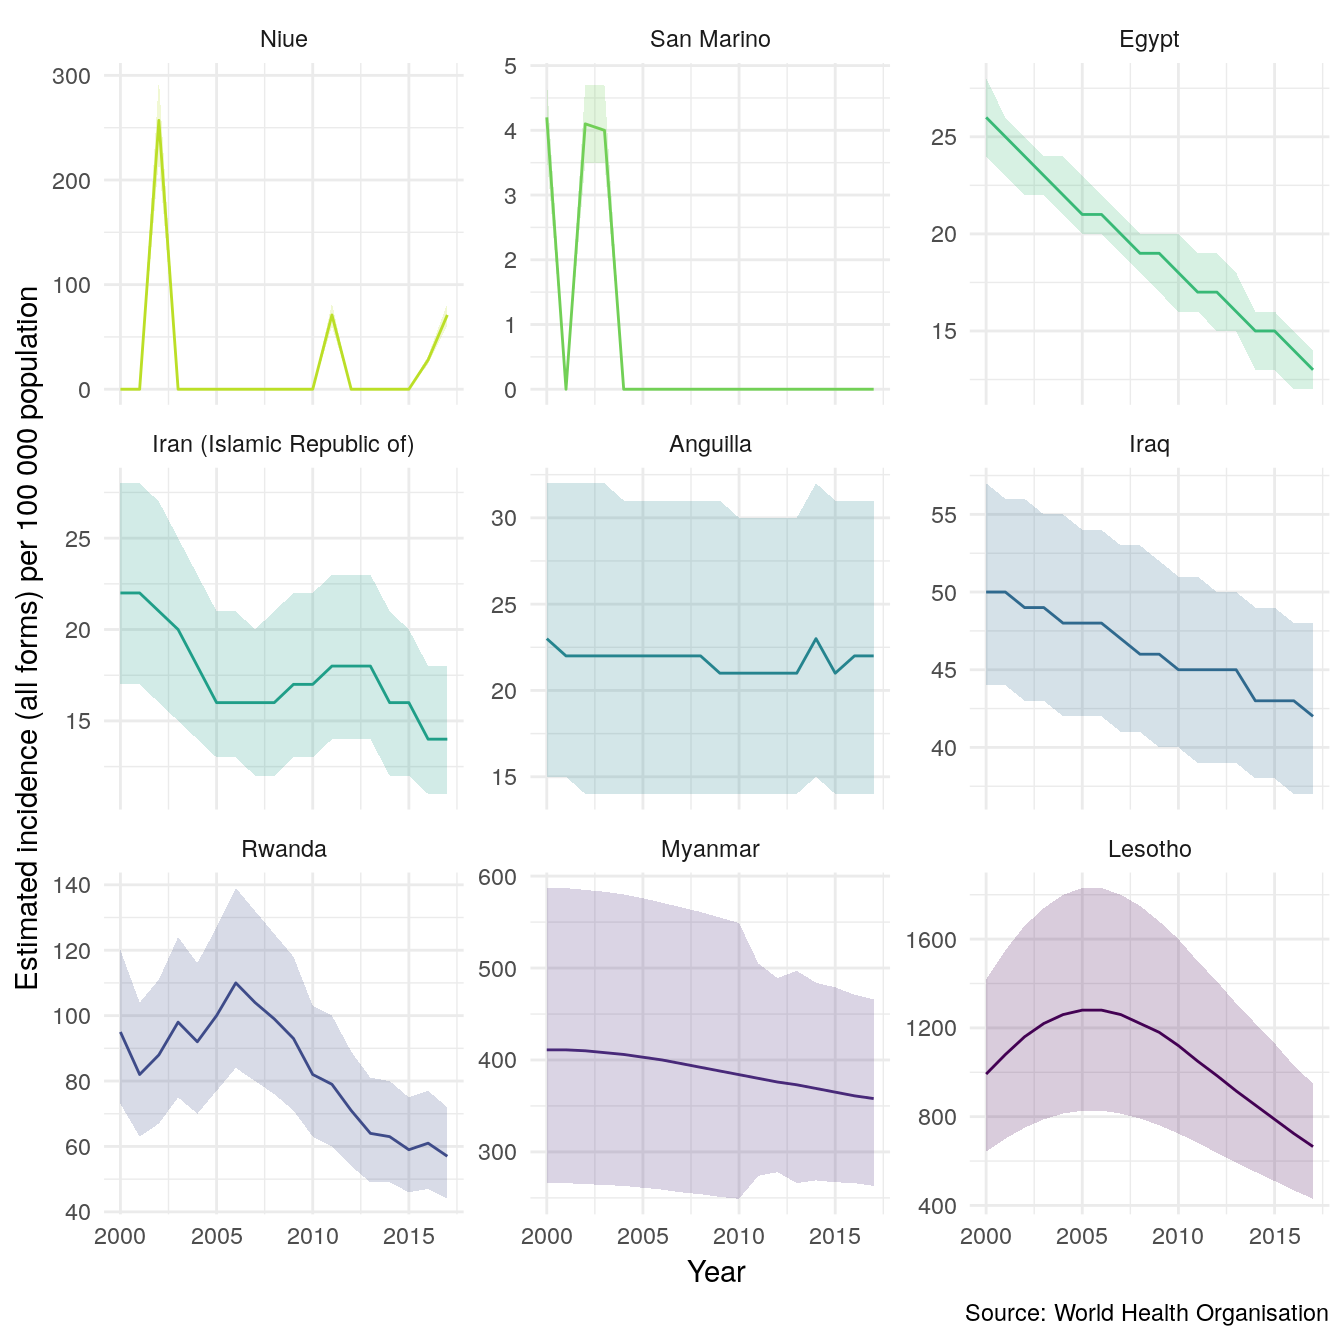 Niue
San Marino
Egypt
300
200
100
0
5
4
3
2
1
0
25
20
15
Iran (Islamic Republic of)
Anguilla
Iraq
25
20
15
30
25
20
15
55
50
45
40
Rwanda
Myanmar
Lesotho
140
120
100
80
60
40
600
500
400
300
1600
1200
800
400
2000 2005 2010 2015
2000 2005 2010 2015
2000 2005 2010 2015
Estimated incidence (all forms) per 100 000 population
Year
Source: World Health Organisation